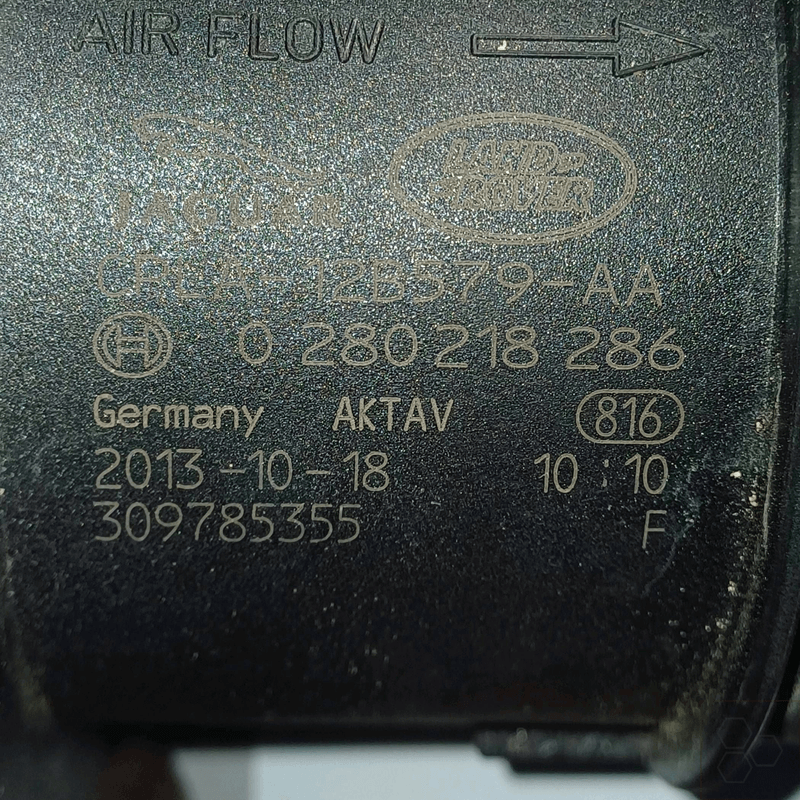 AIR FLOW
JAGUAR
LAND ROVER
CPLA-12B579-AA
0 280 218 286
Germany AKTAV 816
2013-10-18 10:10
309785355 F